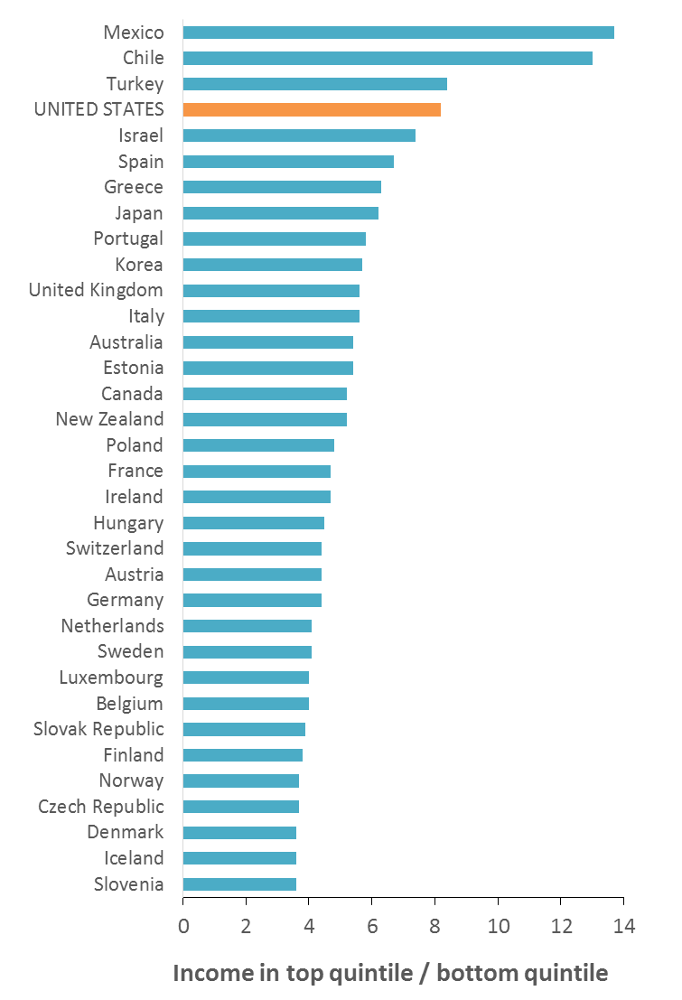 Mexico
Chile
Turkey
UNITED STATES
Israel
Spain
Greece
Japan
Portugal
Korea
United Kingdom
Italy
Australia
Estonia
Canada
New Zealand
Poland
France
Ireland
Hungary
Switzerland
Austria
Germany
Netherlands
Sweden
Luxembourg
Belgium
Slovak Republic
Finland
Norway
Czech Republic
Denmark
Iceland
Slovenia
0 2 4 6 8 10 12 14
Income in top quintile / bottom quintile